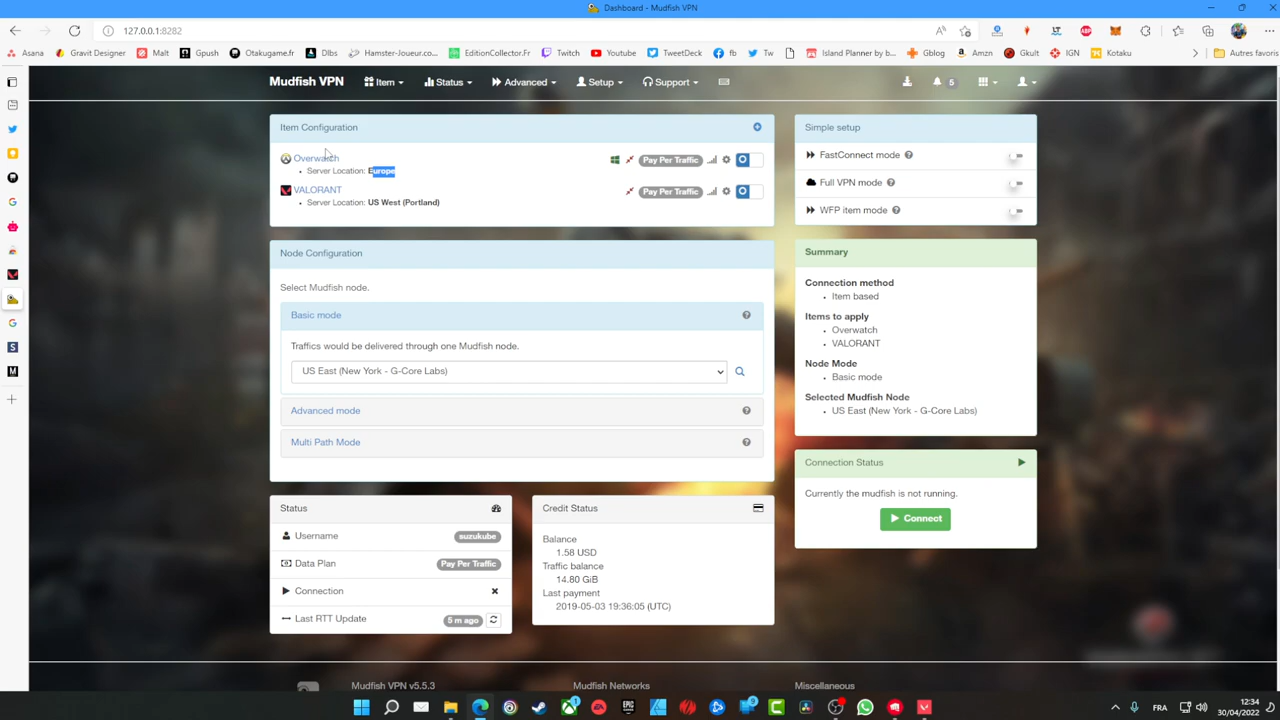 Dashboard - Mudfish VPN
127.0.0.1:8282
Asana Gravit Designer Malt Gpush Otakugame.fr Dlbs Hamster-Joueur.co... EditionCollector.Fr Twitch Youtube TweetDeck fb Tw Island Planner by b... Gblog Amzn Gkult IGN Kotaku Autres favoris
Mudfish VPN Item Status Advanced Setup Support 5
Item Configuration
Overwatch
Server Location: Europe
Pay Per Traffic
VALORANT
Server Location: US West (Portland)
Pay Per Traffic
Node Configuration
Select Mudfish node.
Basic mode
Traffics would be delivered through one Mudfish node.
US East (New York - G-Core Labs)
Advanced mode
Multi Path Mode
Status
Username suzukube
Data Plan Pay Per Traffic
Connection
Last RTT Update 5 m ago
Credit Status
Balance
1.58 USD
Traffic balance
14.80 GiB
Last payment
2019-05-03 19:36:05 (UTC)
Simple setup
FastConnect mode
Full VPN mode
WFP item mode
Summary
Connection method
Item based
Items to apply
Overwatch
VALORANT
Node Mode
Basic mode
Selected Mudfish Node
US East (New York - G-Core Labs)
Connection Status
Currently the mudfish is not running.
Connect
Mudfish VPN v5.5.3 Mudfish Networks Miscellaneous
FRA
12:34
30/04/2022